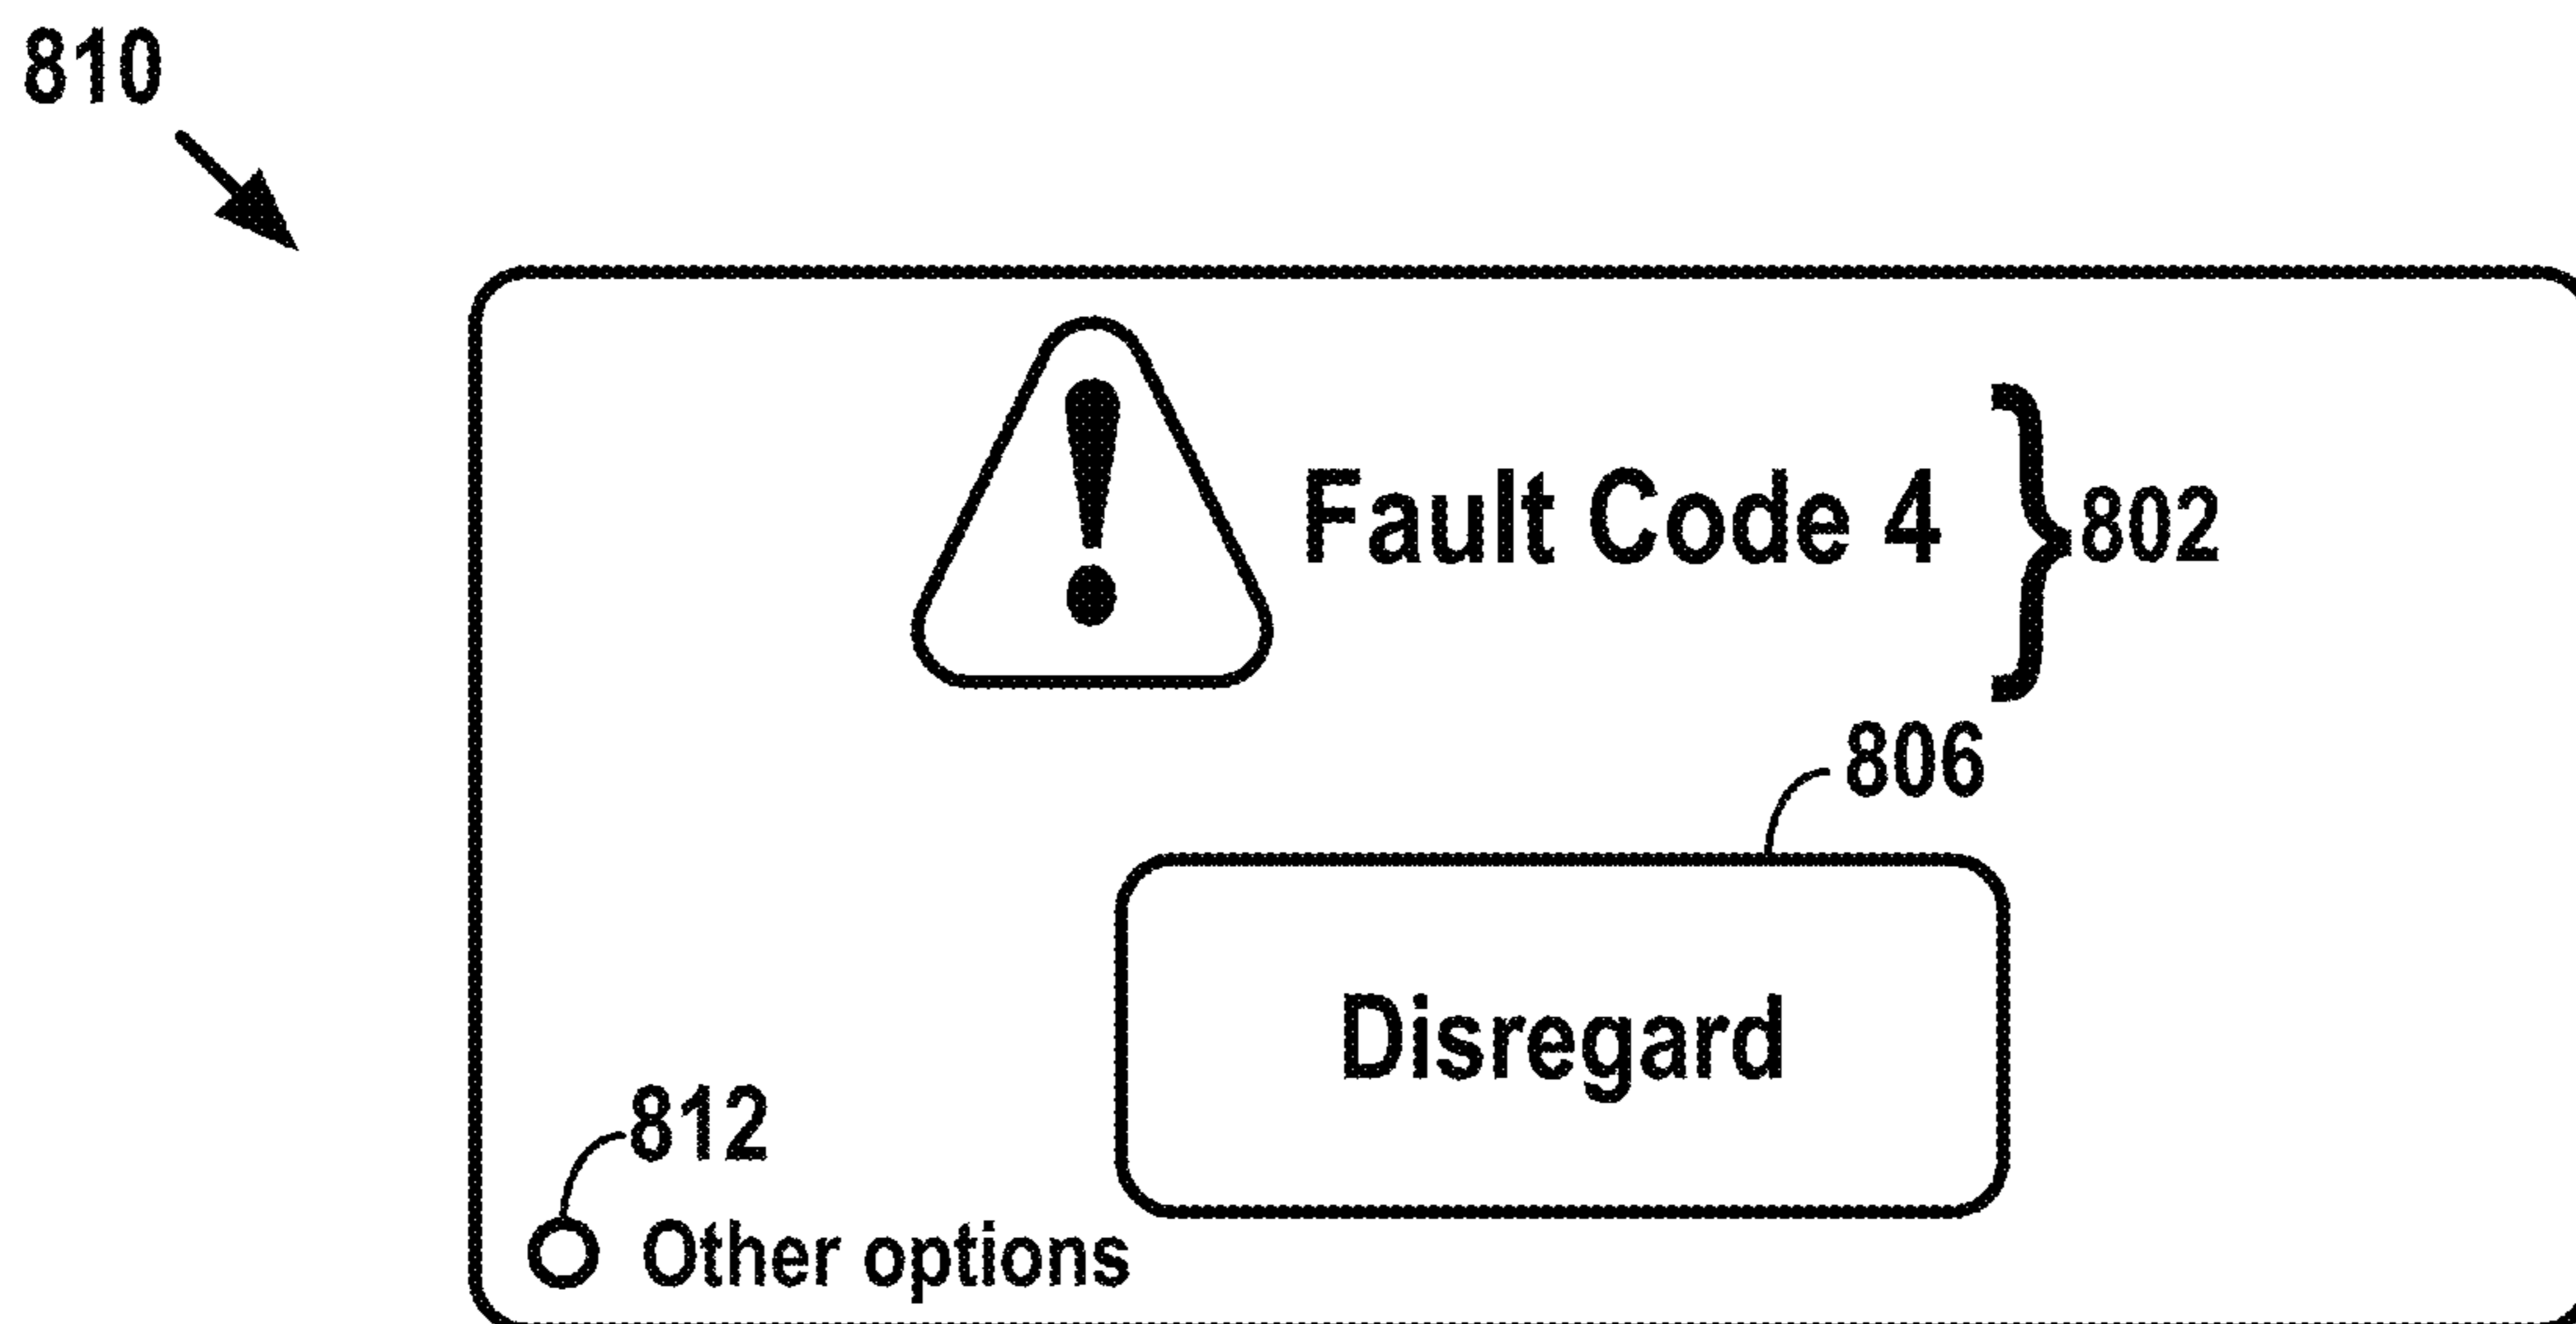 810
! Fault Code 4 } 802
806
Disregard
812
Other options